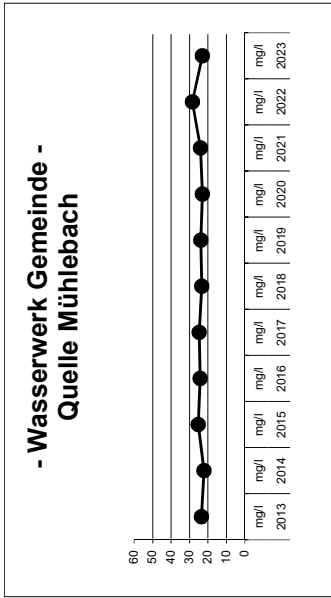 - Wasserwerk Gemeinde -
Quelle Mühlebach
60
50
40
30
20
10
0
mg/l mg/l mg/l mg/l mg/l mg/l mg/l mg/l mg/l mg/l mg/l
2013 2014 2015 2016 2017 2018 2019 2020 2021 2022 2023